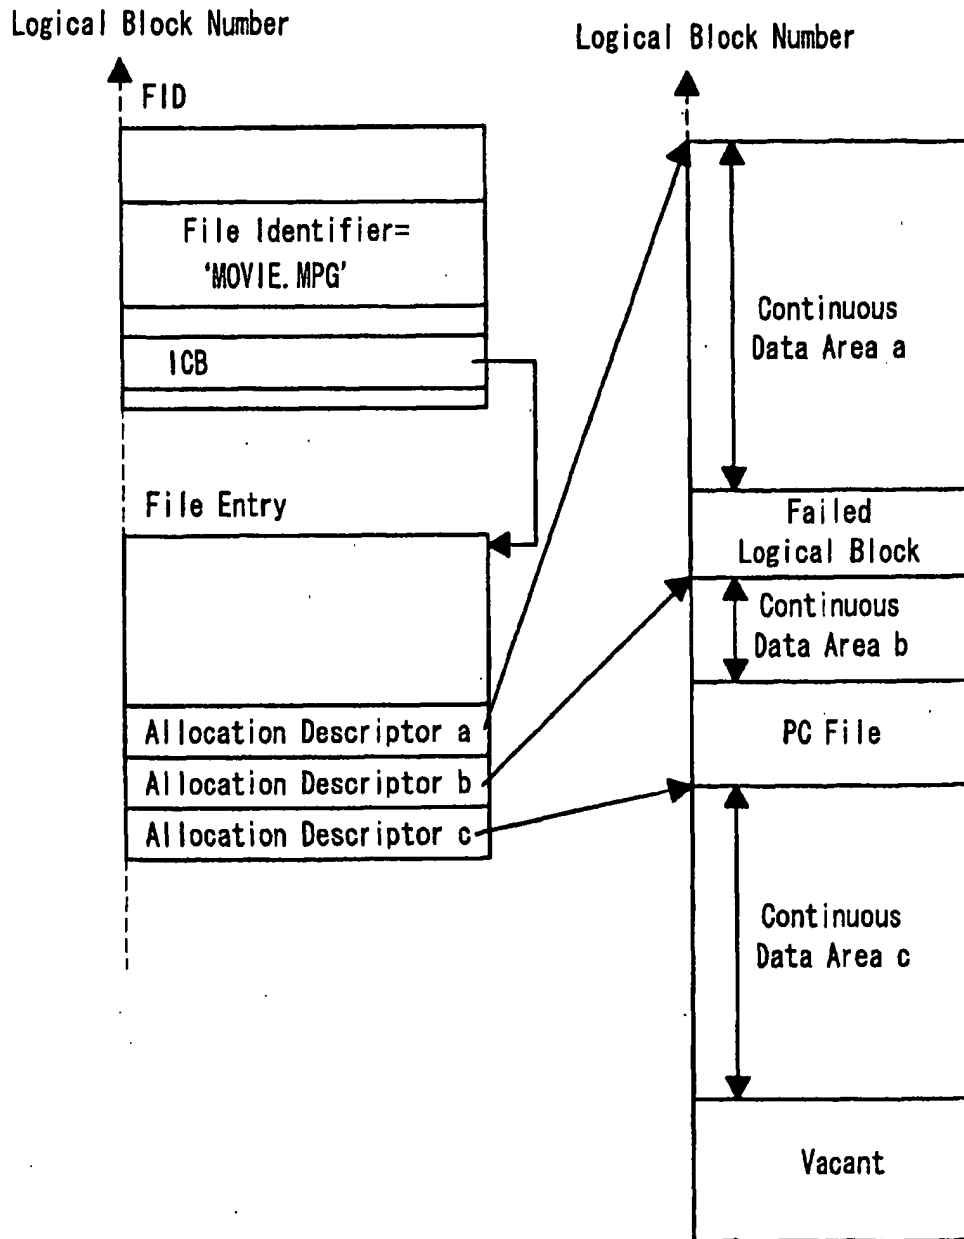 Logical Block Number
FID
File Identifier=
'MOVIE.MPG'
ICB
File Entry
Allocation Descriptor a
Allocation Descriptor b
Allocation Descriptor c
Logical Block Number
Continuous
Data Area a
Failed
Logical Block
Continuous
Data Area b
PC File
Continuous
Data Area c
Vacant